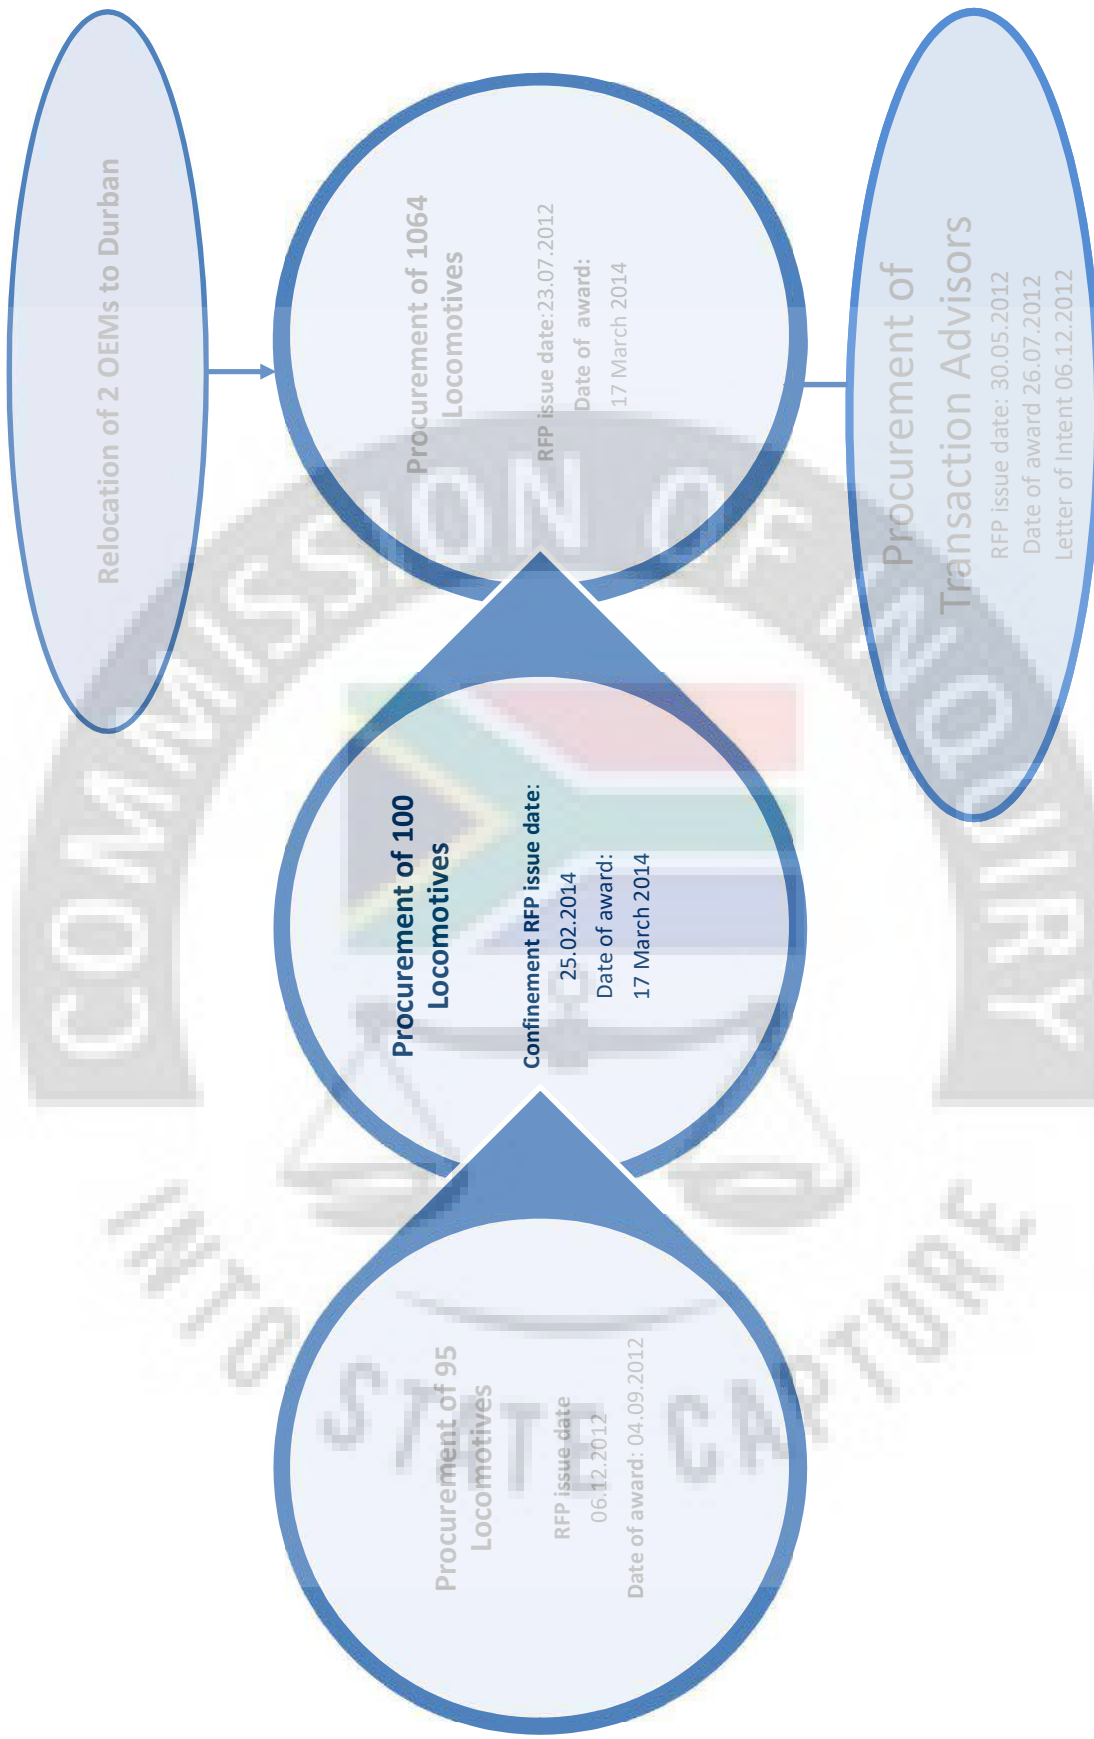 Relocation of 2 OEMs to Durban
Procurement of 95
Locomotives
RFP issue date
06.12.2012
Date of award: 04.09.2012
Procurement of 100
Locomotives
Confinement RFP issue date:
25.02.2014
Date of award:
17 March 2014
Procurement of 1064
Locomotives
RFP issue date:23.07.2012
Date of award:
17 March 2014
Procurement of
Transaction Advisors
RFP issue date: 30.05.2012
Date of award 26.07.2012
Letter of Intent 06.12.2012
COMMISSION OF INQUIRY
INTO STATE CAPTURE